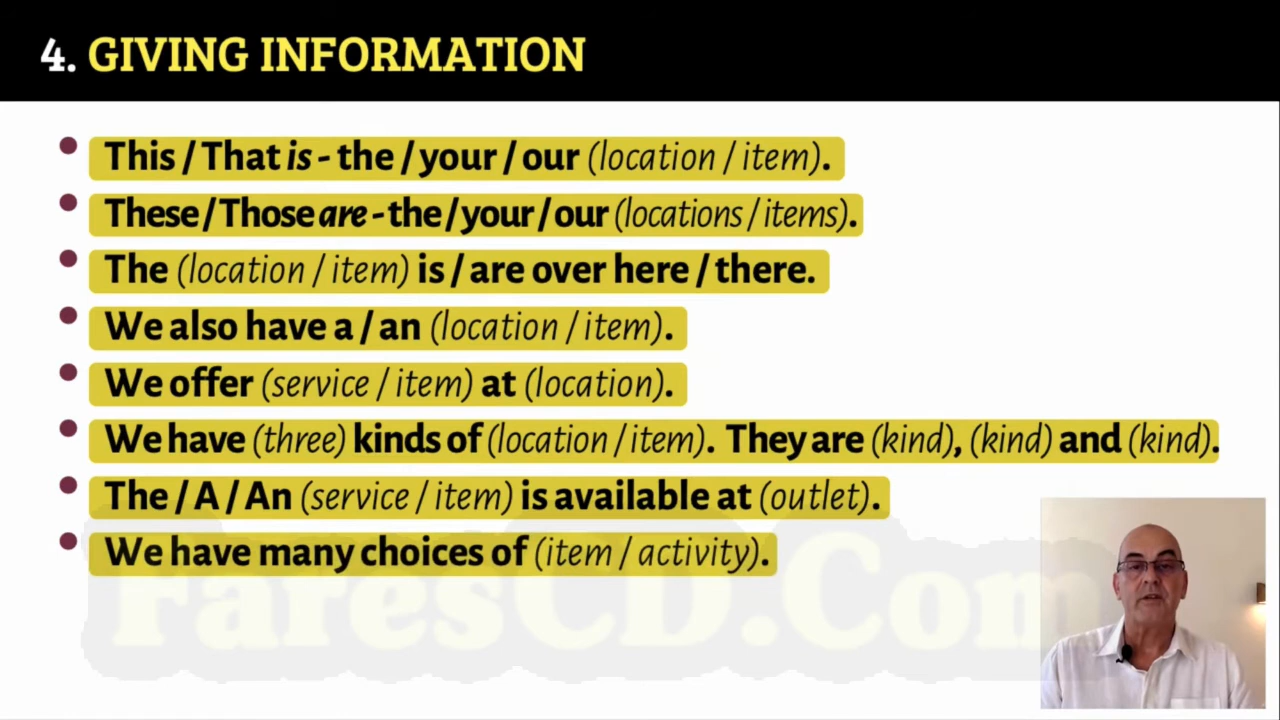 4. GIVING INFORMATION
This / That is - the / your / our (location / item).
These / Those are - the / your / our (locations / items).
The (location / item) is / are over here / there.
We also have a / an (location / item).
We offer (service / item) at (location).
We have (three) kinds of (location / item). They are (kind), (kind) and (kind).
The / A / An (service / item) is available at (outlet).
We have many choices of (item / activity).
FaresCD.Com